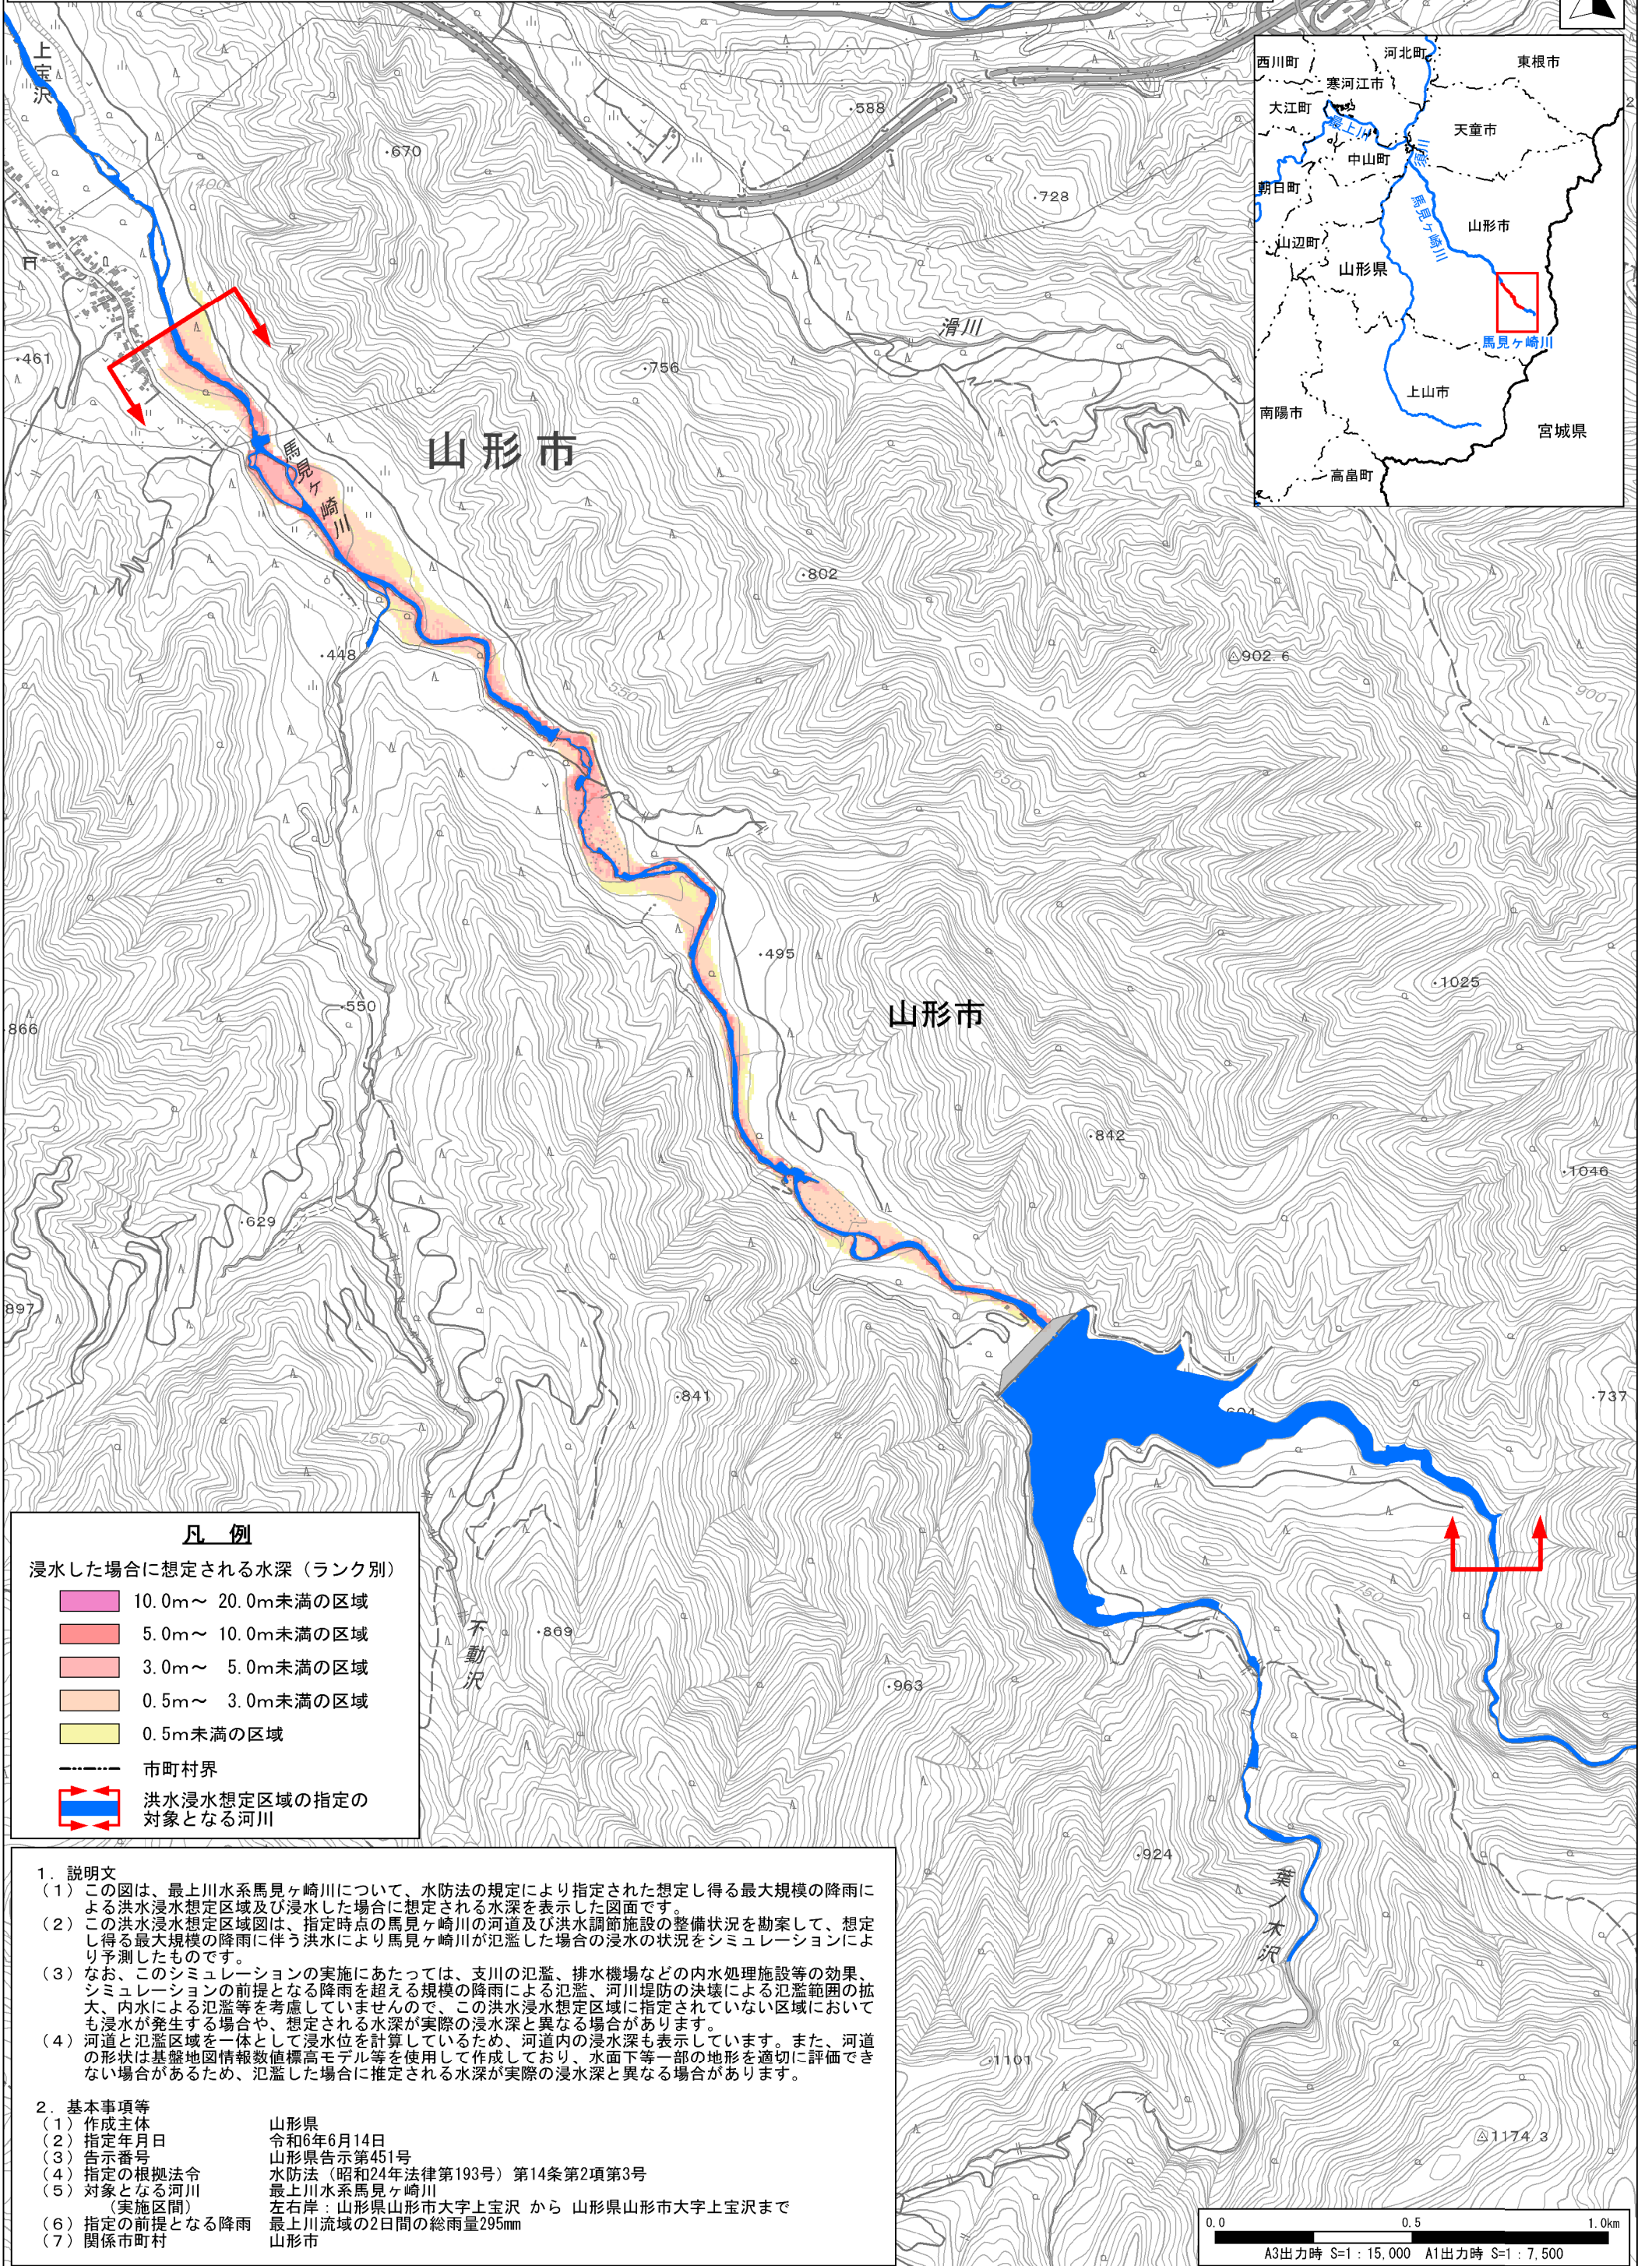 上宝沢
400
・670
・588
・728
・461
・756
滑川
山形市
馬見ヶ崎川
・802
・448
△902.6
550
900
650
・495
・1025
・550
866
山形市
・842
・1046
・629
897
・841
・737
604
750
750
不動沢
・869
・963
・924
葉ノ木沢
・1101
△1174.3
西川町
河北町
東根市
寒河江市
大江町
最上川
天童市
中山町
須川
朝日町
馬見ヶ崎川
山形市
山辺町
山形県
馬見ヶ崎川
上山市
南陽市
宮城県
高畠町
凡 例
浸水した場合に想定される水深（ランク別）
10.0m～ 20.0m未満の区域
5.0m～ 10.0m未満の区域
3.0m～ 5.0m未満の区域
0.5m～ 3.0m未満の区域
0.5m未満の区域
市町村界
洪水浸水想定区域の指定の
対象となる河川
1．説明文
（1）この図は、最上川水系馬見ヶ崎川について、水防法の規定により指定された想定し得る最大規模の降雨に
よる洪水浸水想定区域及び浸水した場合に想定される水深を表示した図面です。
（2）この洪水浸水想定区域図は、指定時点の馬見ヶ崎川の河道及び洪水調節施設の整備状況を勘案して、想定
し得る最大規模の降雨に伴う洪水により馬見ヶ崎川が氾濫した場合の浸水の状況をシミュレーションによ
り予測したものです。
（3）なお、このシミュレーションの実施にあたっては、支川の氾濫、排水機場などの内水処理施設等の効果、
シミュレーションの前提となる降雨を超える規模の降雨による氾濫、河川堤防の決壊による氾濫範囲の拡
大、内水による氾濫等を考慮していませんので、この洪水浸水想定区域に指定されていない区域において
も浸水が発生する場合や、想定される水深が実際の浸水深と異なる場合があります。
（4）河道と氾濫区域を一体として浸水位を計算しているため、河道内の浸水深も表示しています。また、河道
の形状は基盤地図情報数値標高モデル等を使用して作成しており、水面下等一部の地形を適切に評価でき
ない場合があるため、氾濫した場合に推定される水深が実際の浸水深と異なる場合があります。
2．基本事項等
（1）作成主体 山形県
（2）指定年月日 令和6年6月14日
（3）告示番号 山形県告示第451号
（4）指定の根拠法令 水防法（昭和24年法律第193号）第14条第2項第3号
（5）対象となる河川 最上川水系馬見ヶ崎川
（実施区間） 左右岸：山形県山形市大字上宝沢 から 山形県山形市大字上宝沢まで
（6）指定の前提となる降雨 最上川流域の2日間の総雨量295mm
（7）関係市町村 山形市
0.0 0.5 1.0km
A3出力時 S=1：15,000 A1出力時 S=1：7,500